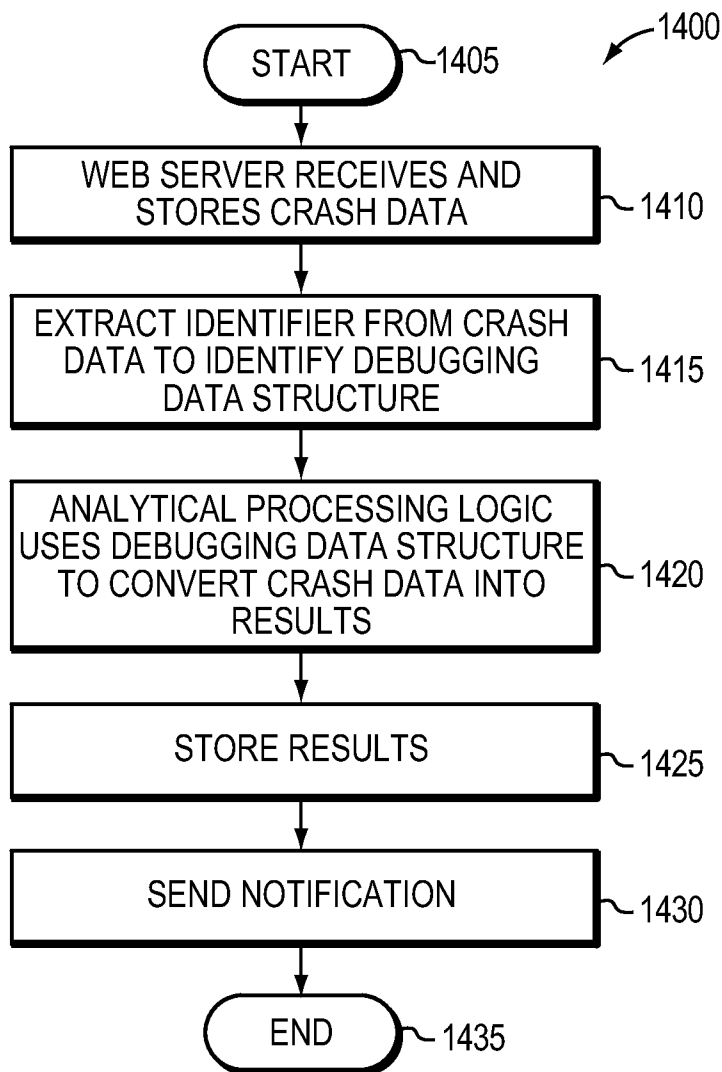 1400
START
1405
WEB SERVER RECEIVES AND
STORES CRASH DATA
1410
EXTRACT IDENTIFIER FROM CRASH
DATA TO IDENTIFY DEBUGGING
DATA STRUCTURE
1415
ANALYTICAL PROCESSING LOGIC
USES DEBUGGING DATA STRUCTURE
TO CONVERT CRASH DATA INTO
RESULTS
1420
STORE RESULTS
1425
SEND NOTIFICATION
1430
END
1435